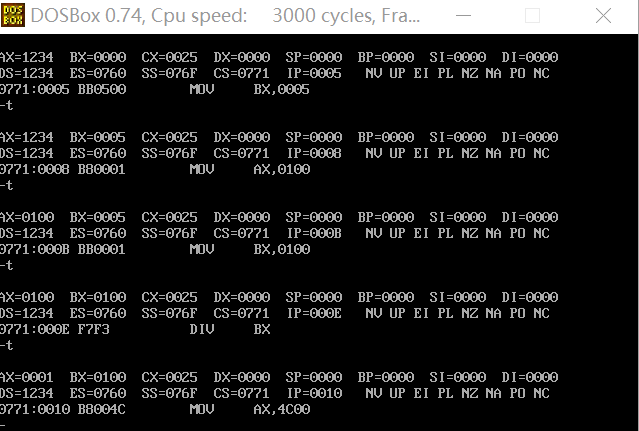 DOS BOX DOSBox 0.74, Cpu speed: 3000 cycles, Fra...
AX=1234 BX=0000 CX=0025 DX=0000 SP=0000 BP=0000 SI=0000 DI=0000
DS=1234 ES=0760 SS=076F CS=0771 IP=0005 NV UP EI PL NZ NA PO NC
0771:0005 BB0500 MOV BX,0005
-t
AX=1234 BX=0005 CX=0025 DX=0000 SP=0000 BP=0000 SI=0000 DI=0000
DS=1234 ES=0760 SS=076F CS=0771 IP=0008 NV UP EI PL NZ NA PO NC
0771:0008 B80001 MOV AX,0100
-t
AX=0100 BX=0005 CX=0025 DX=0000 SP=0000 BP=0000 SI=0000 DI=0000
DS=1234 ES=0760 SS=076F CS=0771 IP=000B NV UP EI PL NZ NA PO NC
0771:000B BB0001 MOV BX,0100
-t
AX=0100 BX=0100 CX=0025 DX=0000 SP=0000 BP=0000 SI=0000 DI=0000
DS=1234 ES=0760 SS=076F CS=0771 IP=000E NV UP EI PL NZ NA PO NC
0771:000E F7F3 DIV BX
-t
AX=0001 BX=0100 CX=0025 DX=0000 SP=0000 BP=0000 SI=0000 DI=0000
DS=1234 ES=0760 SS=076F CS=0771 IP=0010 NV UP EI PL NZ NA PO NC
0771:0010 B8004C MOV AX,4C00
-